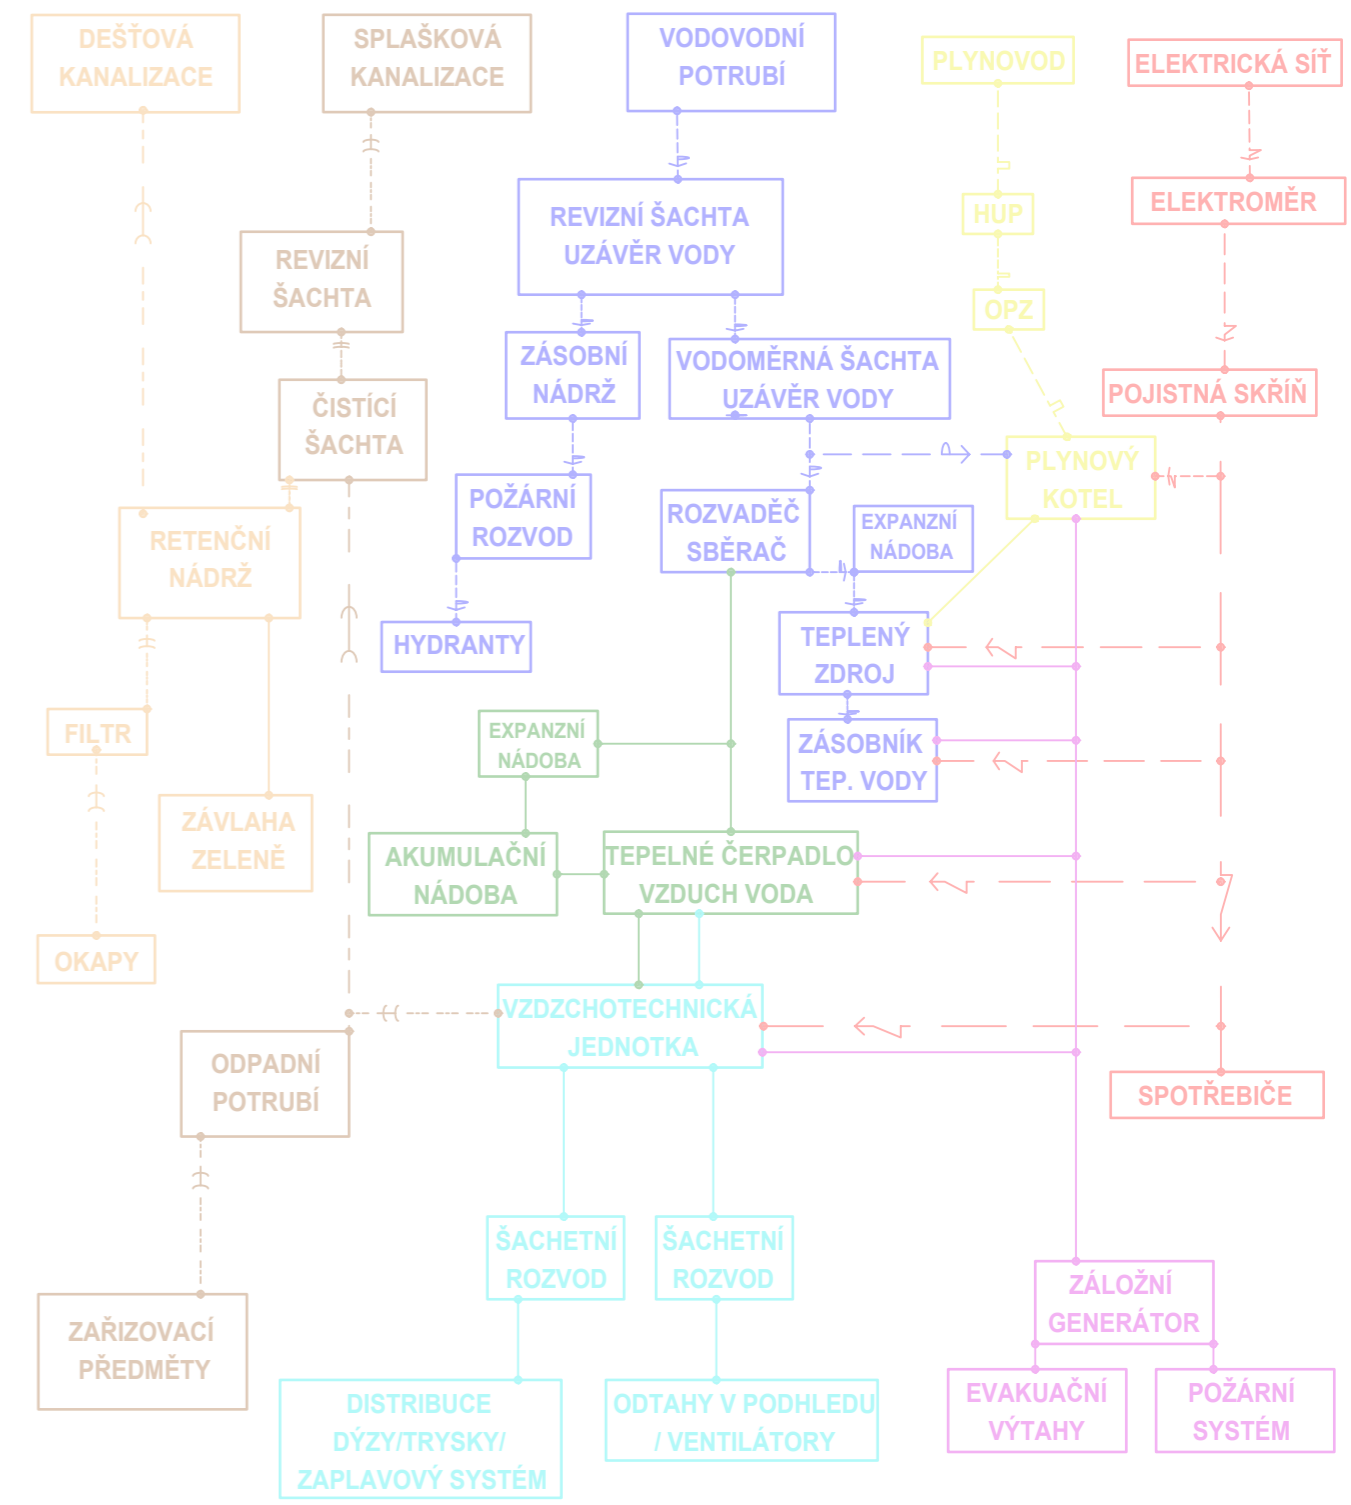 DEŠŤOVÁ
KANALIZACE
SPLAŠKOVÁ
KANALIZACE
VODOVODNÍ
POTRUBÍ
PLYNOVOD
ELEKTRICKÁ SÍŤ
REVIZNÍ ŠACHTA
UZÁVĚR VODY
HUP
ELEKTROMĚR
REVIZNÍ
ŠACHTA
OPZ
ZÁSOBNÍ
NÁDRŽ
VODOMĚRNÁ ŠACHTA
UZÁVĚR VODY
POJISTNÁ SKŘÍŇ
ČISTÍCÍ
ŠACHTA
PLYNOVÝ
KOTEL
POŽÁRNÍ
ROZVOD
ROZVADĚČ
SBĚRAČ
EXPANZNÍ
NÁDOBA
RETENČNÍ
NÁDRŽ
HYDRANTY
TEPLENÝ
ZDROJ
FILTR
EXPANZNÍ
NÁDOBA
ZÁSOBNÍK
TEP. VODY
ZÁVLAHA
ZELENĚ
AKUMULAČNÍ
NÁDOBA
TEPELNÉ ČERPADLO
VZDUCH VODA
OKAPY
VZDZCHOTECHNICKÁ
JEDNOTKA
ODPADNÍ
POTRUBÍ
SPOTŘEBIČE
ŠACHETNÍ
ROZVOD
ŠACHETNÍ
ROZVOD
ZÁLOŽNÍ
GENERÁTOR
ZAŘIZOVACÍ
PŘEDMĚTY
DISTRIBUCE
DÝZY/TRYSKY/
ZAPLAVOVÝ SYSTÉM
ODTAHY V PODHLEDU
/ VENTILÁTORY
EVAKUAČNÍ
VÝTAHY
POŽÁRNÍ
SYSTÉM